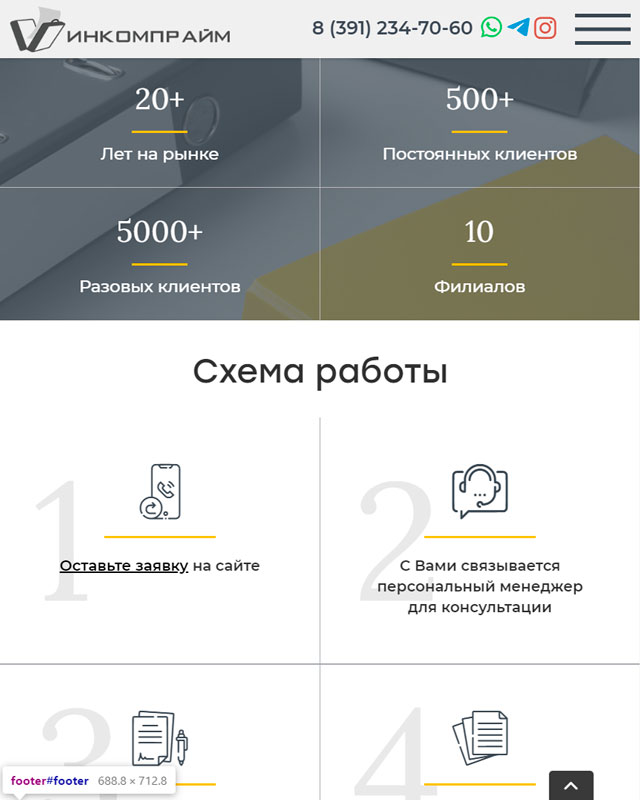 ИНКОМПРАЙМ
8 (391) 234-70-60
20+
500+
Лет на рынке
Постоянных клиентов
5000+
10
Разовых клиентов
Филиалов
Схема работы
1
2
Оставьте заявку на сайте
С Вами связывается
персональный менеджер
для консультации
3
4
footer#footer 688.8 × 712.8